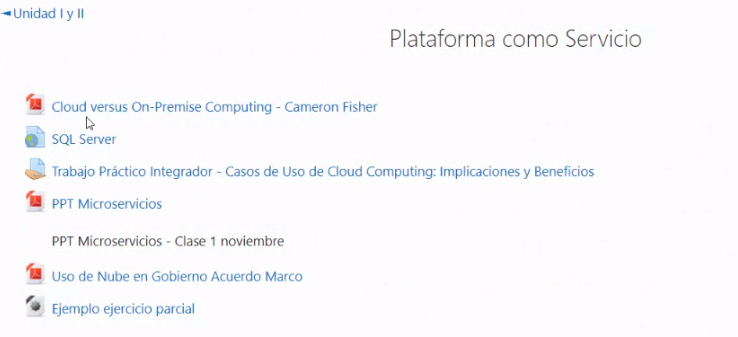 ◄Unidad I y II
Plataforma como Servicio
Cloud versus On-Premise Computing - Cameron Fisher
SQL Server
Trabajo Práctico Integrador - Casos de Uso de Cloud Computing: Implicaciones y Beneficios
PPT Microservicios
PPT Microservicios - Clase 1 noviembre
Uso de Nube en Gobierno Acuerdo Marco
Ejemplo ejercicio parcial